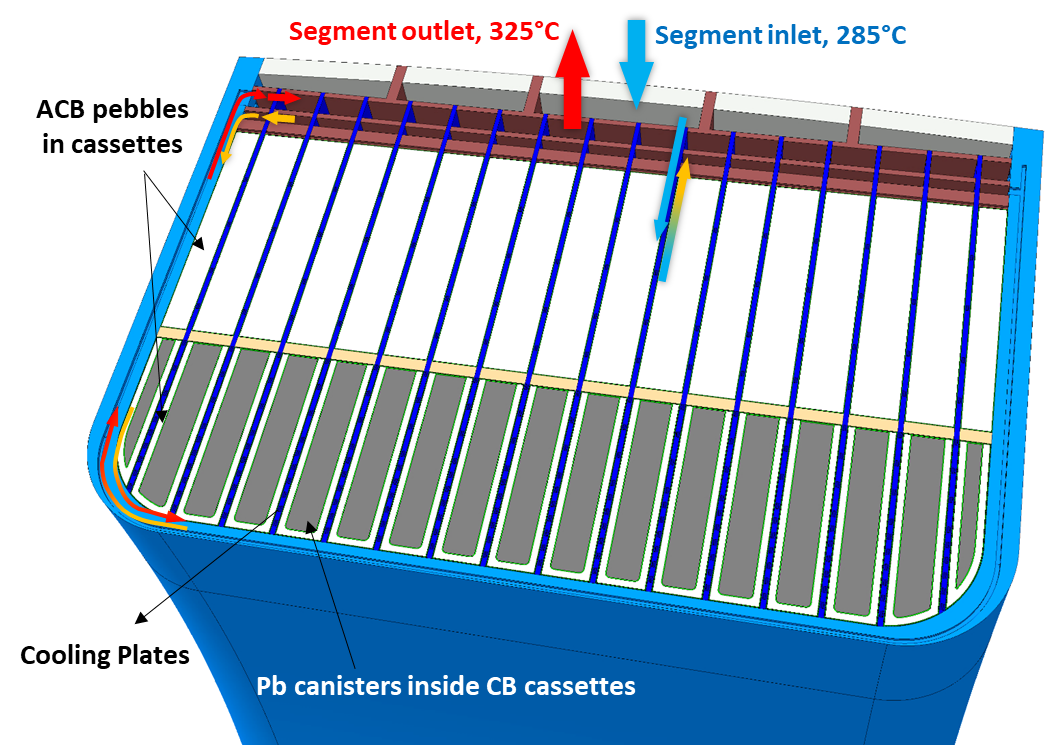 Segment outlet, 325°C
Segment inlet, 285°C
ACB pebbles
in cassettes
Cooling Plates
Pb canisters inside CB cassettes